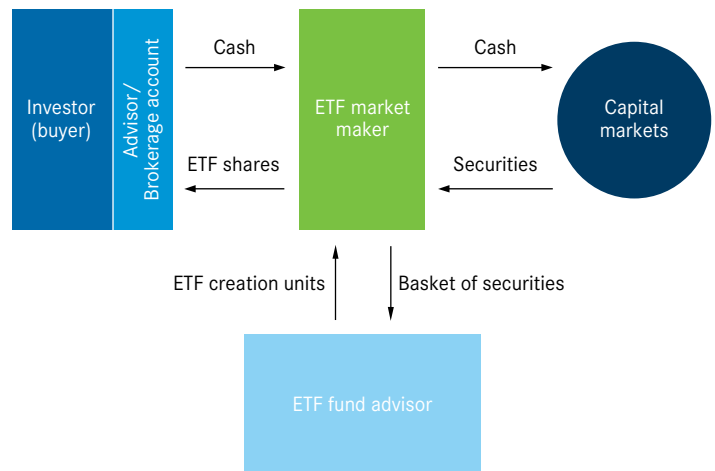 Investor
(buyer)
Advisor/
Brokerage account
Cash
ETF shares
ETF market
maker
Cash
Securities
Capital
markets
ETF creation units
Basket of securities
ETF fund advisor